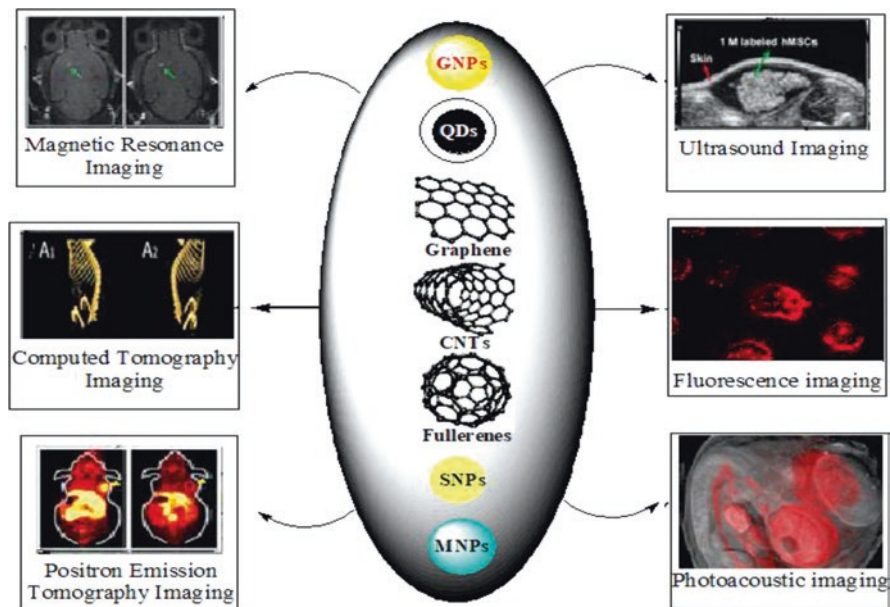 Magnetic Resonance
Imaging
A1
A2
Computed Tomography
Imaging
Positron Emission
Tomography Imaging
GNPs
QDs
Graphene
CNTs
Fullerenes
SNPs
MNPs
1 M labeled hMSCs
Skin
Ultrasound Imaging
Fluorescence imaging
Photoacoustic imaging